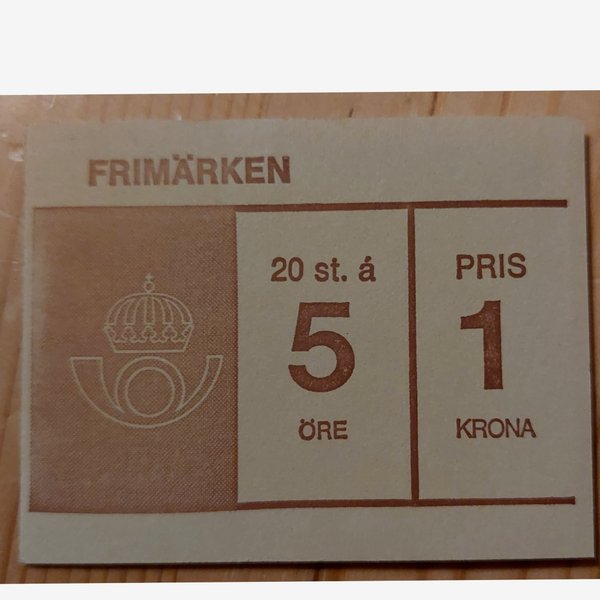 FRIMÄRKEN
20 st. á
5
ÖRE
PRIS
1
KRONA